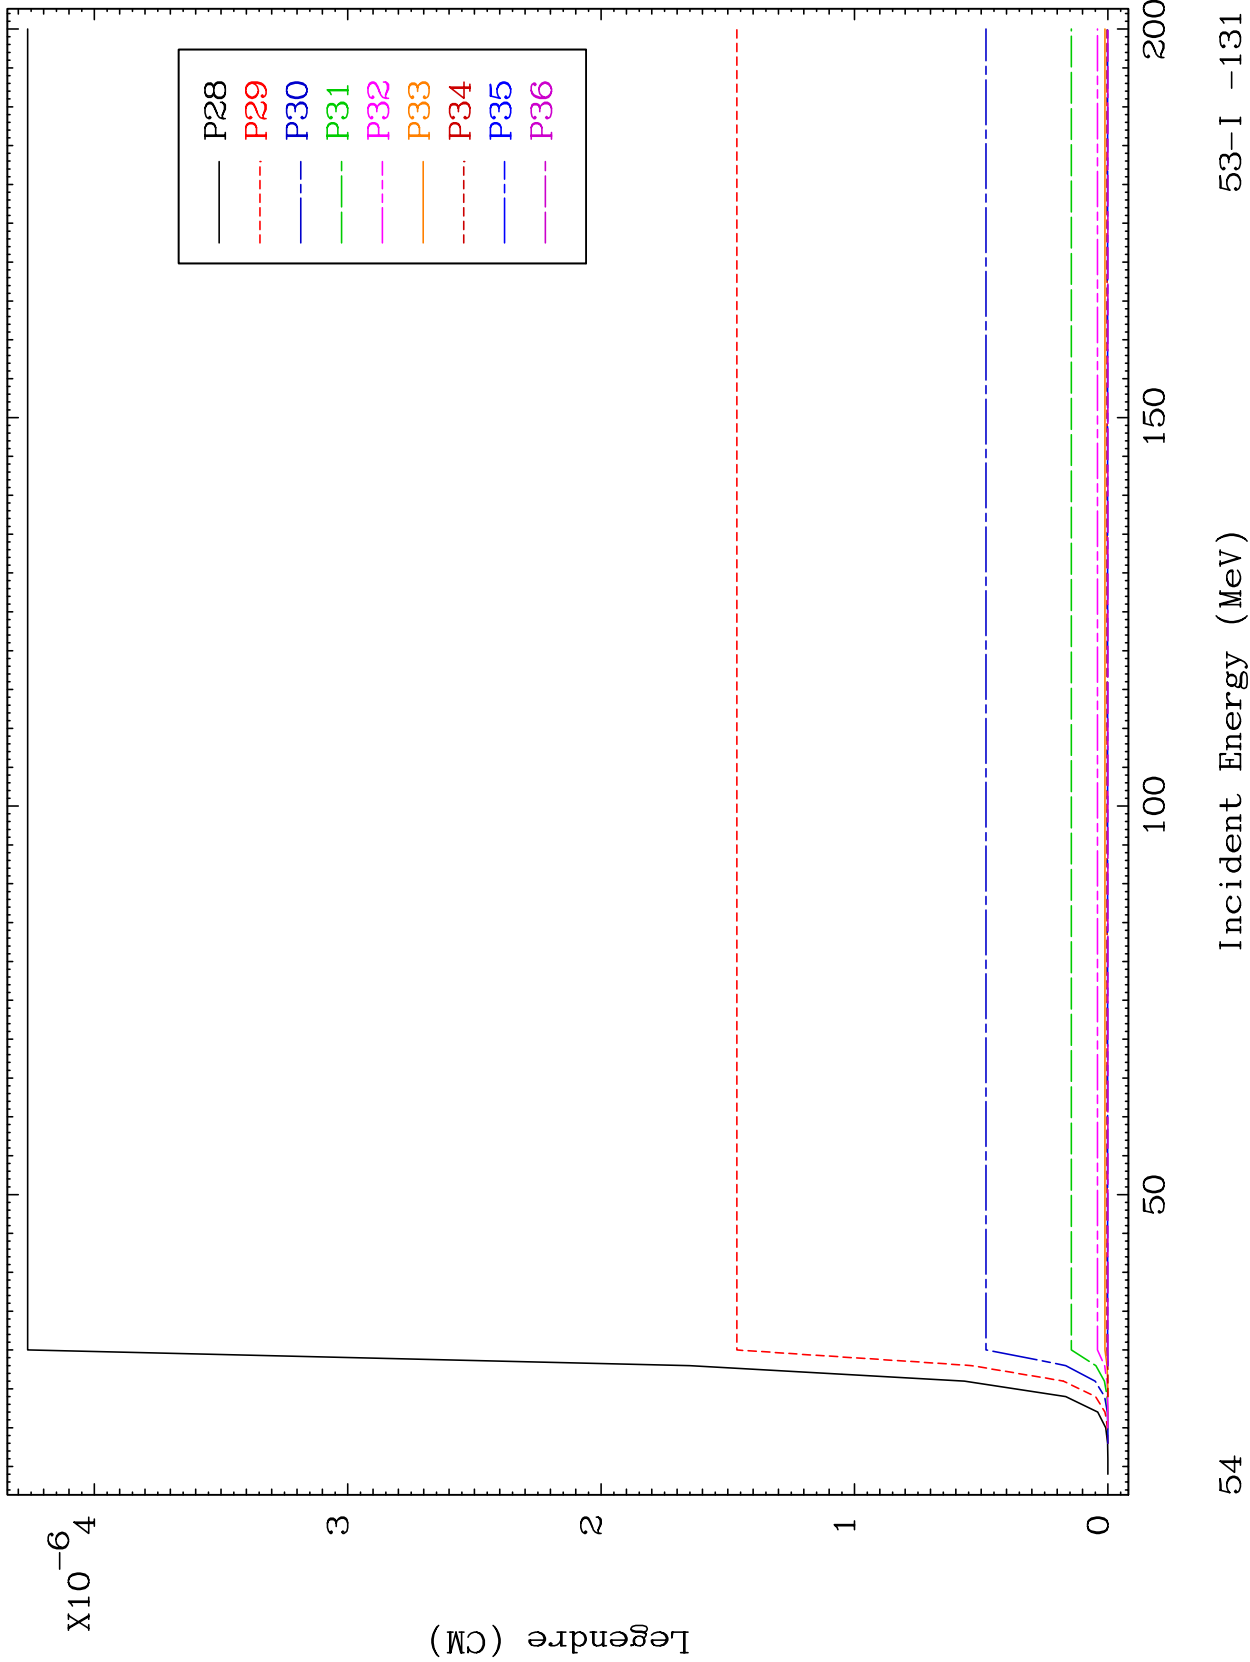 X10-6
4
3
2
1
0
Legendre (CM)
P28
P29
P30
P31
P32
P33
P34
P35
P36
50
100
150
200
Incident Energy (MeV)
54
53-I -131